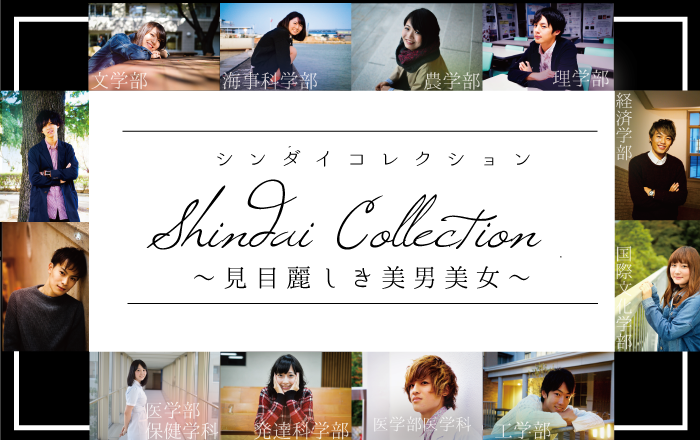 文学部
海事科学部
農学部
理学部
経済学部
シンダイコレクション
Shindai Collection
～見目麗しき美男美女～
国際文化学部
医学部
保健学科
発達科学部
医学部医学科
工学部